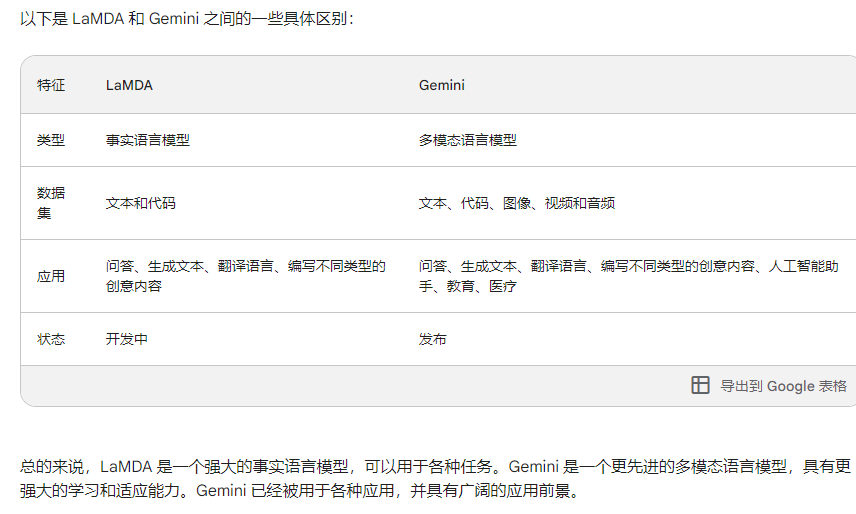 以下是 LaMDA 和 Gemini 之间的一些具体区别：
特征 LaMDA Gemini
类型 事实语言模型 多模态语言模型
数据
集 文本和代码 文本、代码、图像、视频和音频
应用 问答、生成文本、翻译语言、编写不同类型的
创意内容 问答、生成文本、翻译语言、编写不同类型的创意内容、人工智能助
手、教育、医疗
状态 开发中 发布
导出到 Google 表格
总的来说，LaMDA 是一个强大的事实语言模型，可以用于各种任务。Gemini 是一个更先进的多模态语言模型，具有更
强大的学习和适应能力。Gemini 已经被用于各种应用，并具有广阔的应用前景。